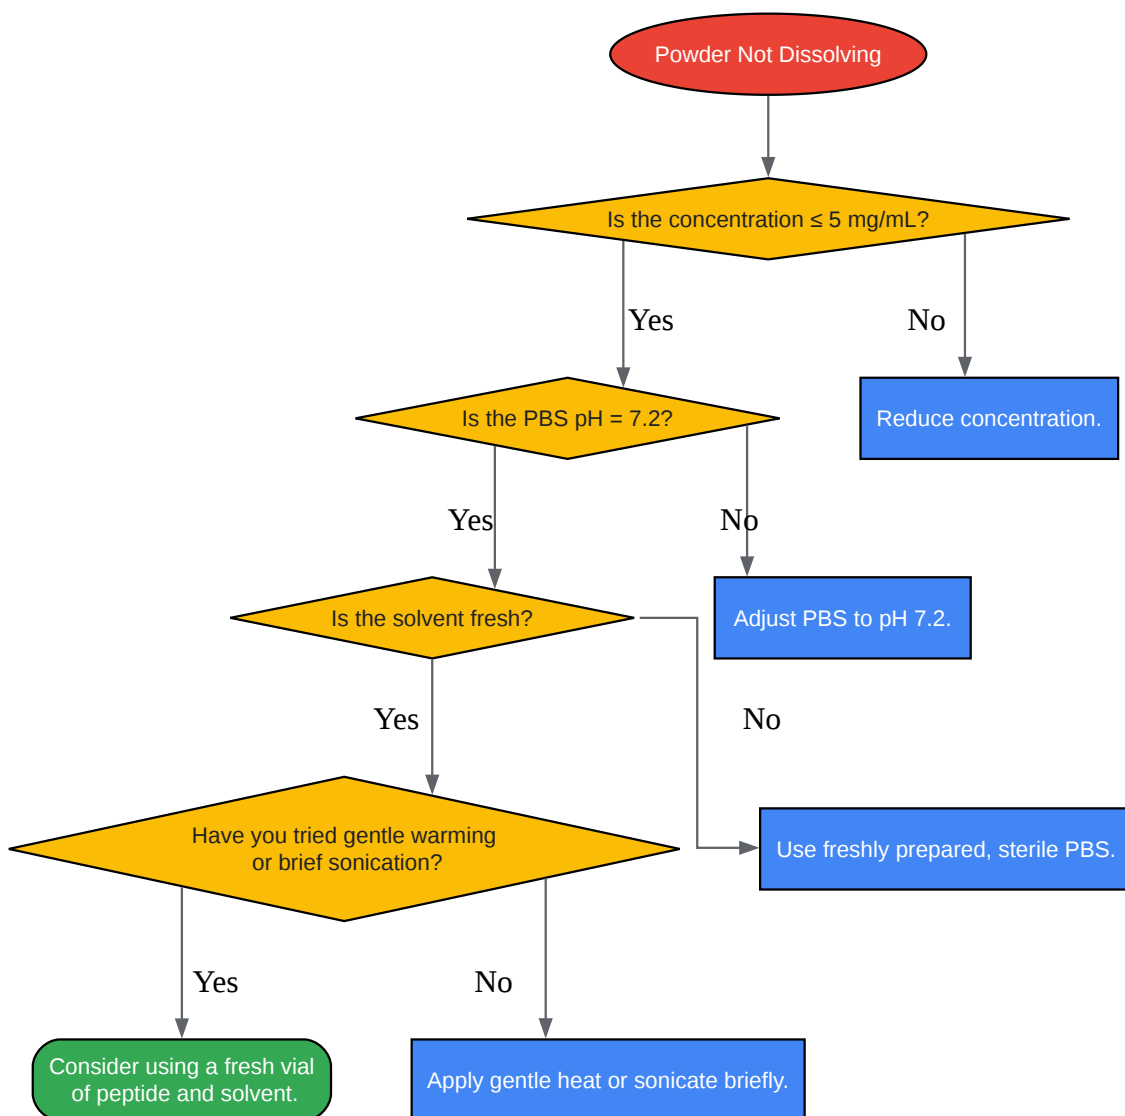 Powder Not Dissolving
Is the concentration ≤ 5 mg/mL?
Yes
No
Is the PBS pH = 7.2?
Reduce concentration.
Yes
No
Is the solvent fresh?
Adjust PBS to pH 7.2.
Yes
No
Have you tried gentle warming
or brief sonication?
Use freshly prepared, sterile PBS.
Yes
No
Consider using a fresh vial
of peptide and solvent.
Apply gentle heat or sonicate briefly.